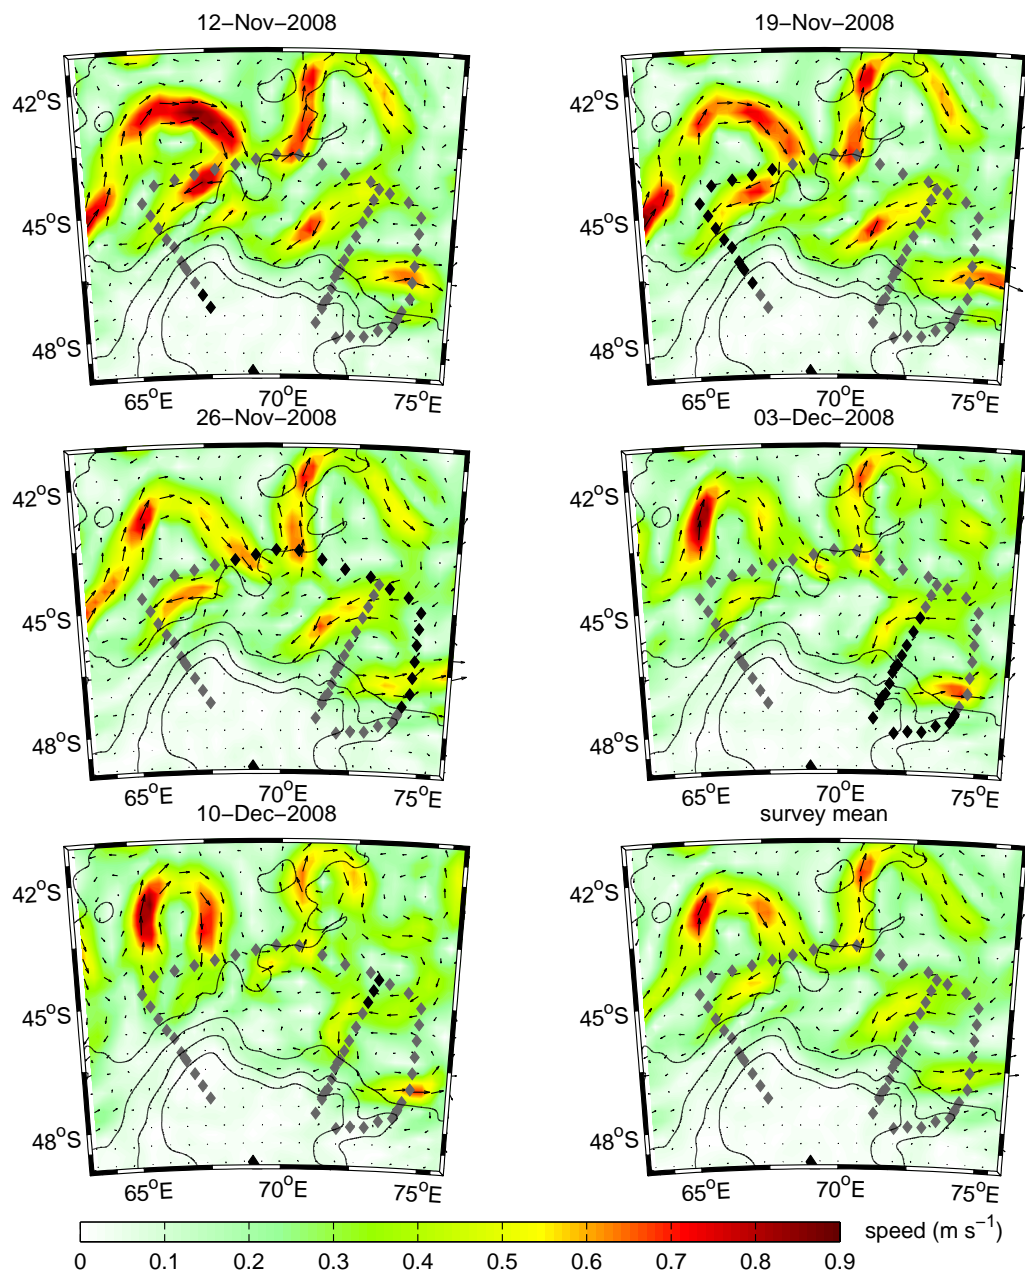 12−Nov−2008
19−Nov−2008
42°S
45°S
48°S
65°E
70°E
75°E
42°S
45°S
48°S
65°E
70°E
75°E
26−Nov−2008
03−Dec−2008
42°S
45°S
48°S
65°E
70°E
75°E
42°S
45°S
48°S
65°E
70°E
75°E
10−Dec−2008
survey mean
42°S
45°S
48°S
65°E
70°E
75°E
42°S
45°S
48°S
65°E
70°E
75°E
speed (m s⁻¹)
0 0.1 0.2 0.3 0.4 0.5 0.6 0.7 0.8 0.9